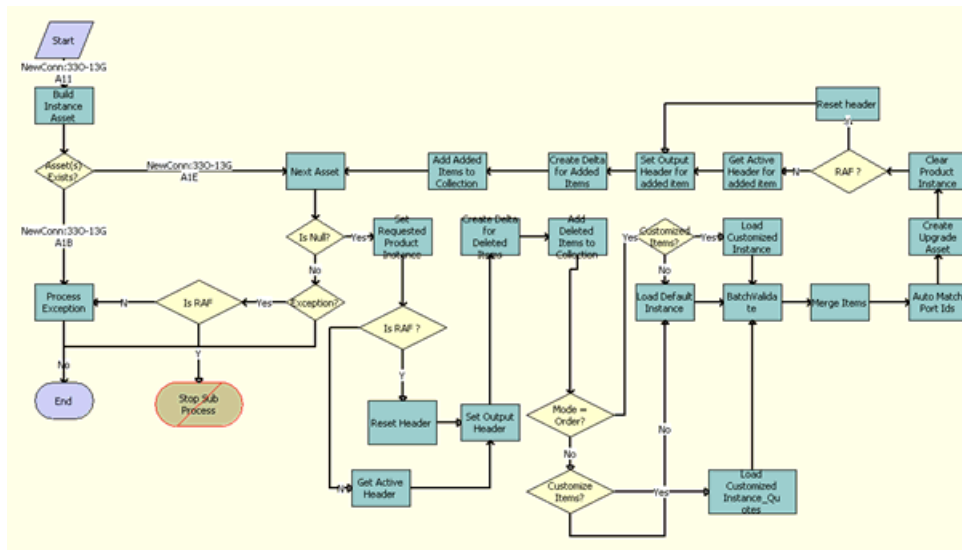 Start
NewConn:33O-13G
A11
Build
Instance
Asset
Reset header
Asset(s)
Exists?
NewConn:33O-13G
A1E
Next Asset
Add Added
Items to
Collection
Create Delta
for Added
Items
Set Output
Header for
added item
Get Active
Header for
added item
N
RAF ?
Clear
Product
Instance
NewConn:33O-13G
A1B
Is Null?
Yes
Set
Requested
Product
Instance
Create Delta
for
Deleted
Items
Add
Deleted
Items to
Collection
Yes
Customized
Items?
Yes
Load
Customized
Instance
Create
Upgrade
Asset
No
No
Process
Exception
N
Is RAF
Yes
Exception?
Load Default
Instance
BatchValida
te
Merge Items
Auto Match
Port Ids
Is RAF ?
No
Y
Y
End
Stop Sub
Process
Reset Header
Set Output
Header
Mode =
Order?
No
No
N
Get Active
Header
Customize
Items?
Yes
Load
Customized
Instance_Qu
otes